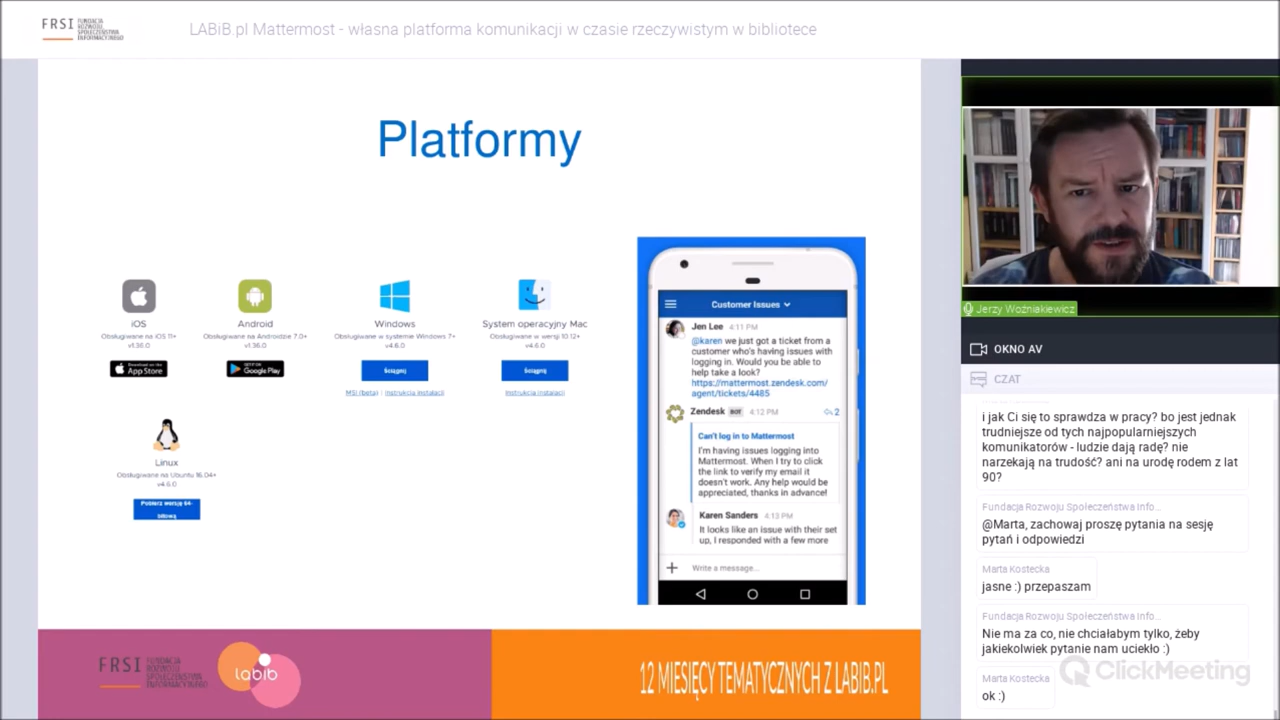 FRSI FUNDACJA ROZWOJU SPOŁECZEŃSTWA INFORMACYJNEGO
LABiB.pl Mattermost - własna platforma komunikacji w czasie rzeczywistym w bibliotece
Platformy
iOS
Obsługiwane na iOS 11+
v1.36.0
Download on the
App Store
Android
Obsługiwane na Androidzie 7.0+
v1.36.0
GET IT ON
Google Play
Windows
Obsługiwane w systemie Windows 7+
v4.6.0
Ściągnij
MSI (beta) | Instrukcja instalacji
System operacyjny Mac
Obsługiwane w wersji 10.12+
v4.6.0
Ściągnij
Instrukcja instalacji
Linux
Obsługiwane na Ubuntu 16.04+
v4.6.0
Pobierz wersję 64-
bitową
Customer Issues
Jen Lee 4:11 PM
@karen we just got a ticket from a
customer who's having issues with
logging in. Would you be able to
help take a look?
https://mattermost.zendesk.com/
agent/tickets/4485
Zendesk BOT 4:12 PM 2
Can't log in to Mattermost
I'm having issues logging into
Mattermost. When I try to click
the link to verify my email it
doesn't work. Any help would be
appreciated, thanks in advance!
Karen Sanders 4:13 PM
It looks like an issue with their set
up, I responded with a few more
Write a message...
FRSI FUNDACJA ROZWOJU SPOŁECZEŃSTWA INFORMACYJNEGO
labib
12 MIESIĘCY TEMATYCZNYCH Z LABIB.PL
Jerzy Woźniakiewicz
OKNO AV
CZAT
i jak Ci się to sprawdza w pracy? bo jest jednak
trudniejsze od tych najpopularniejszych
komunikatorów - ludzie dają radę? nie
narzekają na trudość? ani na urodę rodem z lat
90?
Fundacja Rozwoju Społeczeństwa Info...
@Marta, zachowaj proszę pytania na sesję
pytań i odpowiedzi
Marta Kostecka
jasne :) przepaszam
Fundacja Rozwoju Społeczeństwa Info...
Nie ma za co, nie chciałabym tylko, żeby
jakiekolwiek pytanie nam uciekło :)
Marta Kostecka
ok :)
ClickMeeting